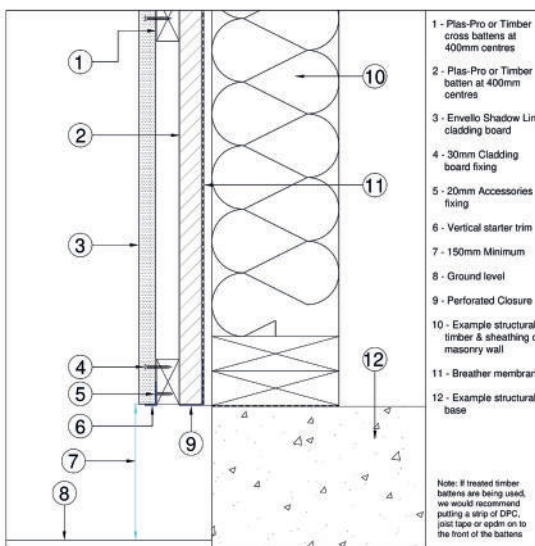 1 - Plas-Pro or Timber
cross battens at
400mm centres
2 - Plas-Pro or Timber
batten at 400mm
centres
3 - Envello Shadow Lin
cladding board
4 - 30mm Cladding
board fixing
5 - 20mm Accessories
fixing
6 - Vertical starter trim
7 - 150mm Minimum
8 - Ground level
9 - Perforated Closure
10 - Example structural
timber & sheathing o
masonry wall
11 - Breather membran
12 - Example structural
base
Note: If treated timber
battens are being used,
we would recommend
putting a strip of DPC,
joist tape or epdm on to
the front of the battens
1
2
3
4
5
6
7
8
9
10
11
12